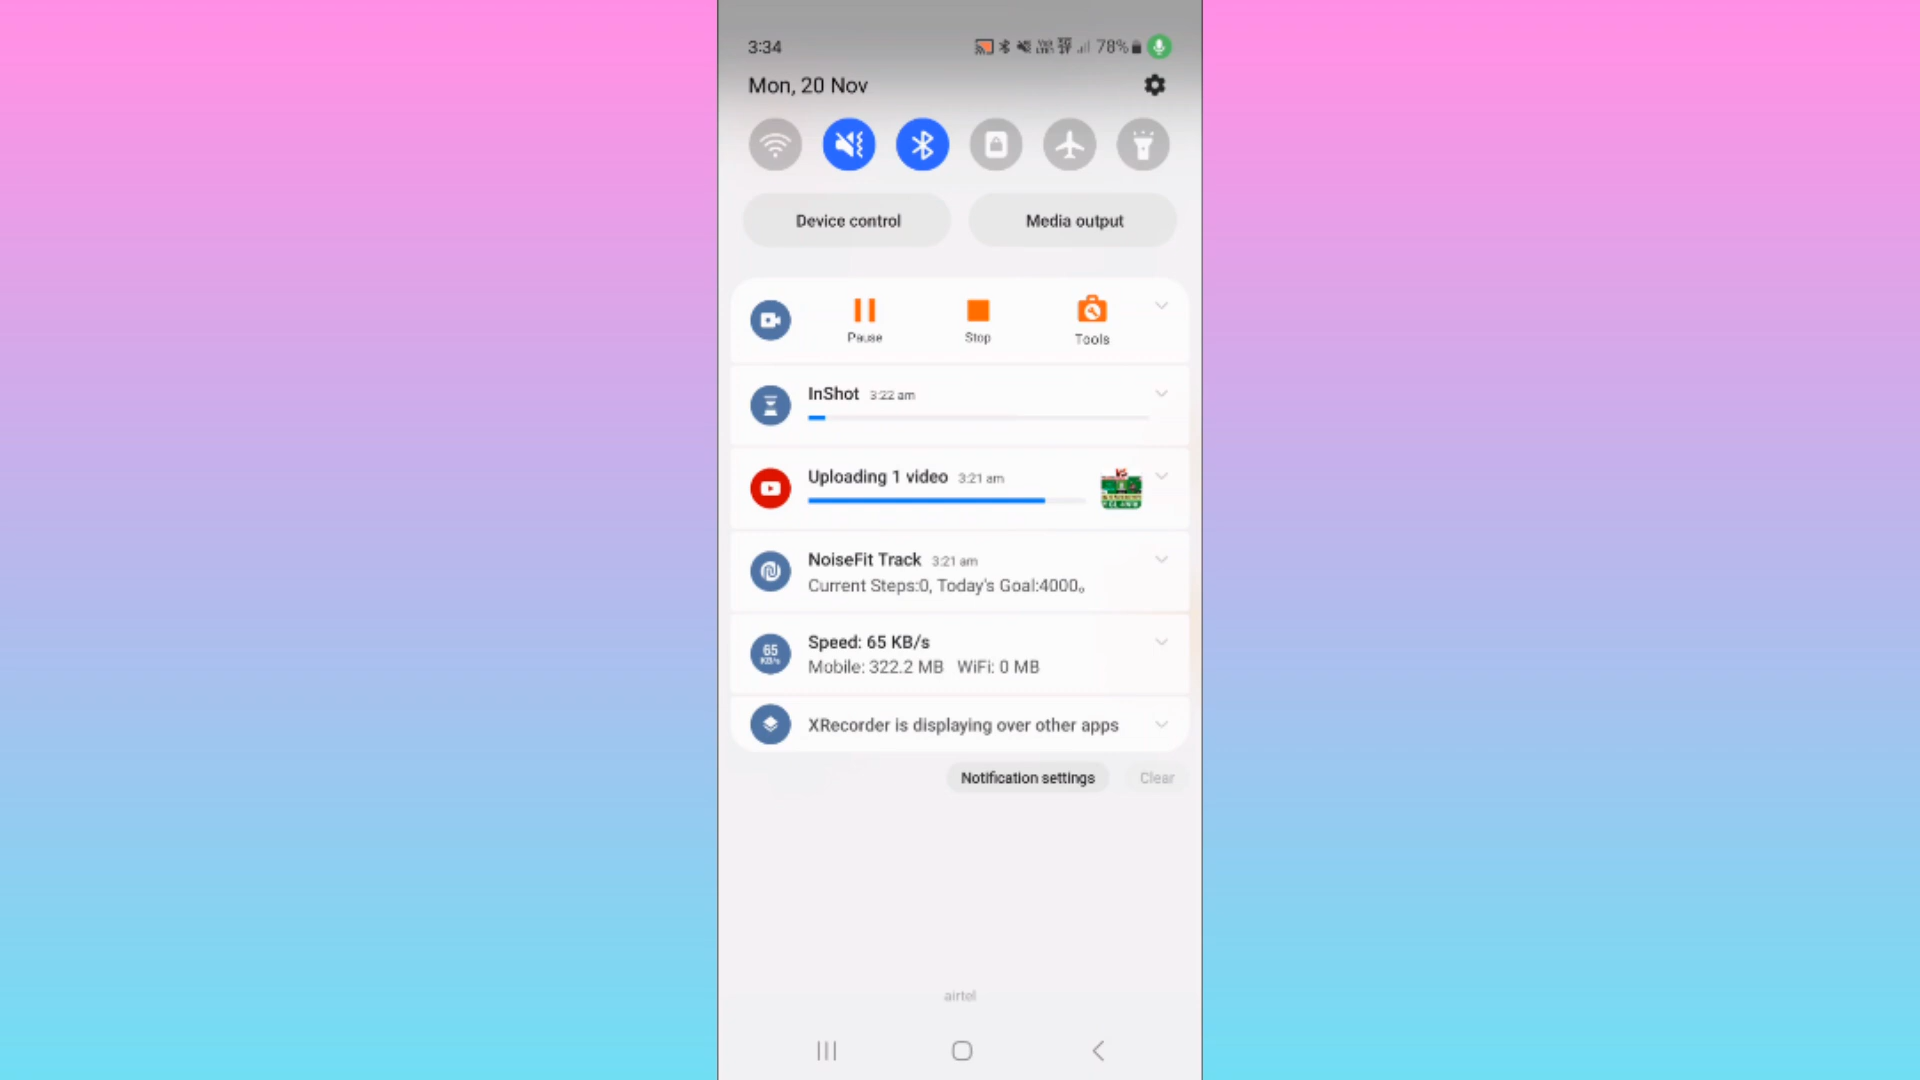 3:34 78%
Mon, 20 Nov
Device control Media output
Pause Stop Tools
InShot 3:22 am
Uploading 1 video 3:21 am
NoiseFit Track 3:21 am
Current Steps:0, Today's Goal:4000。
65 KB/s
Speed: 65 KB/s
Mobile: 322.2 MB WiFi: 0 MB
XRecorder is displaying over other apps
Notification settings Clear
airtel